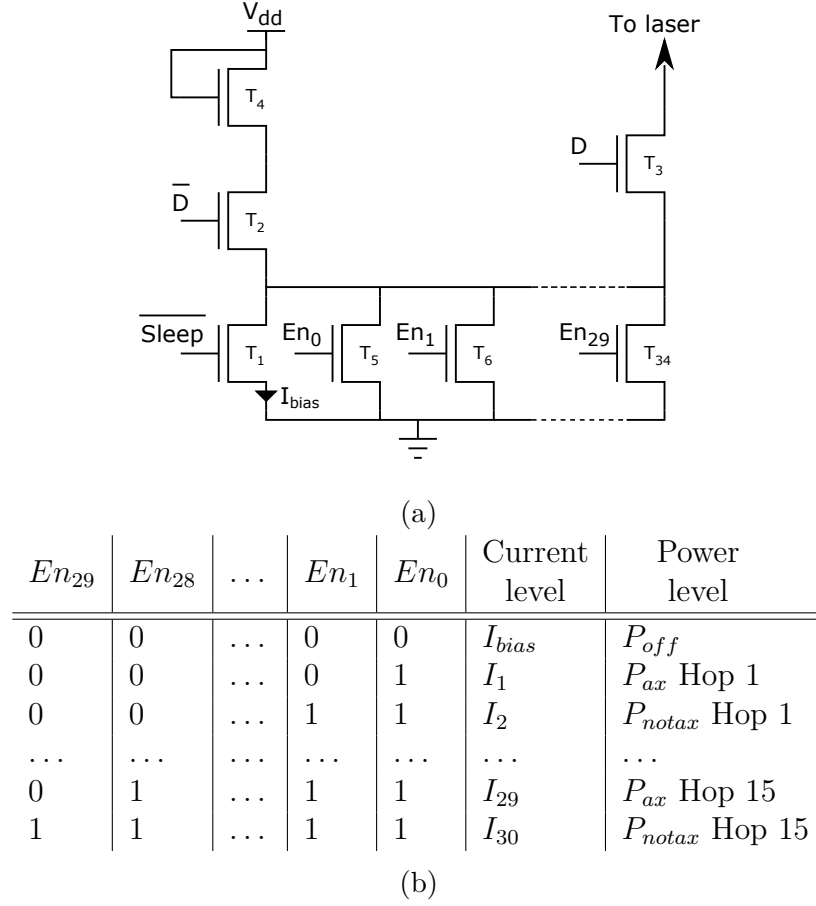 V_dd
To laser
T_4
D
T_3
D̅
T_2
S̅l̅e̅e̅p̅
T_1
En_0
T_5
En_1
T_6
En_29
T_34
I_bias
(a)
En_29 En_28 ... En_1 En_0 Current level Power level
0 0 ... 0 0 I_bias P_off
0 0 ... 0 1 I_1 P_ax Hop 1
0 0 ... 1 1 I_2 P_notax Hop 1
... ... ... ... ... ... ...
0 1 ... 1 1 I_29 P_ax Hop 15
1 1 ... 1 1 I_30 P_notax Hop 15
(b)